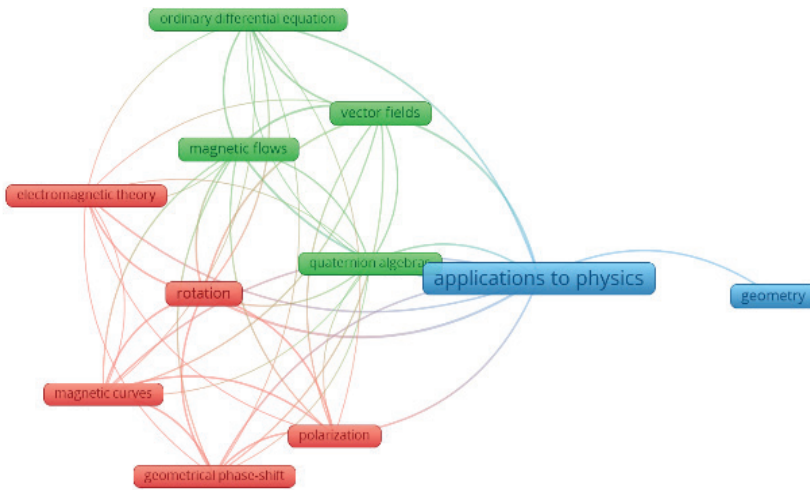 ordinary differential equation
vector fields
magnetic flows
electromagnetic theory
quaternion algebras
applications to physics
rotation
geometry
magnetic curves
polarization
geometrical phase-shift